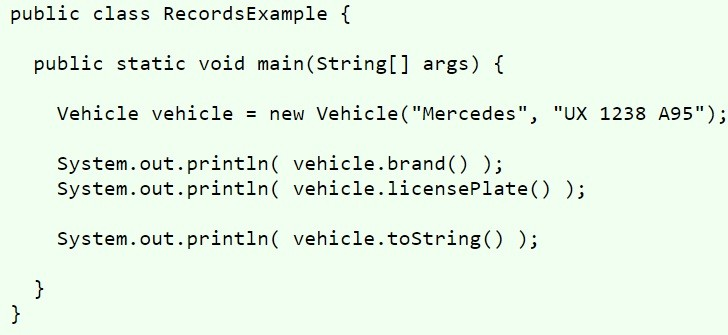 public class RecordsExample {
public static void main(String[] args) {
Vehicle vehicle = new Vehicle("Mercedes", "UX 1238 A95");
System.out.println( vehicle.brand() );
System.out.println( vehicle.licensePlate() );
System.out.println( vehicle.toString() );
}
}